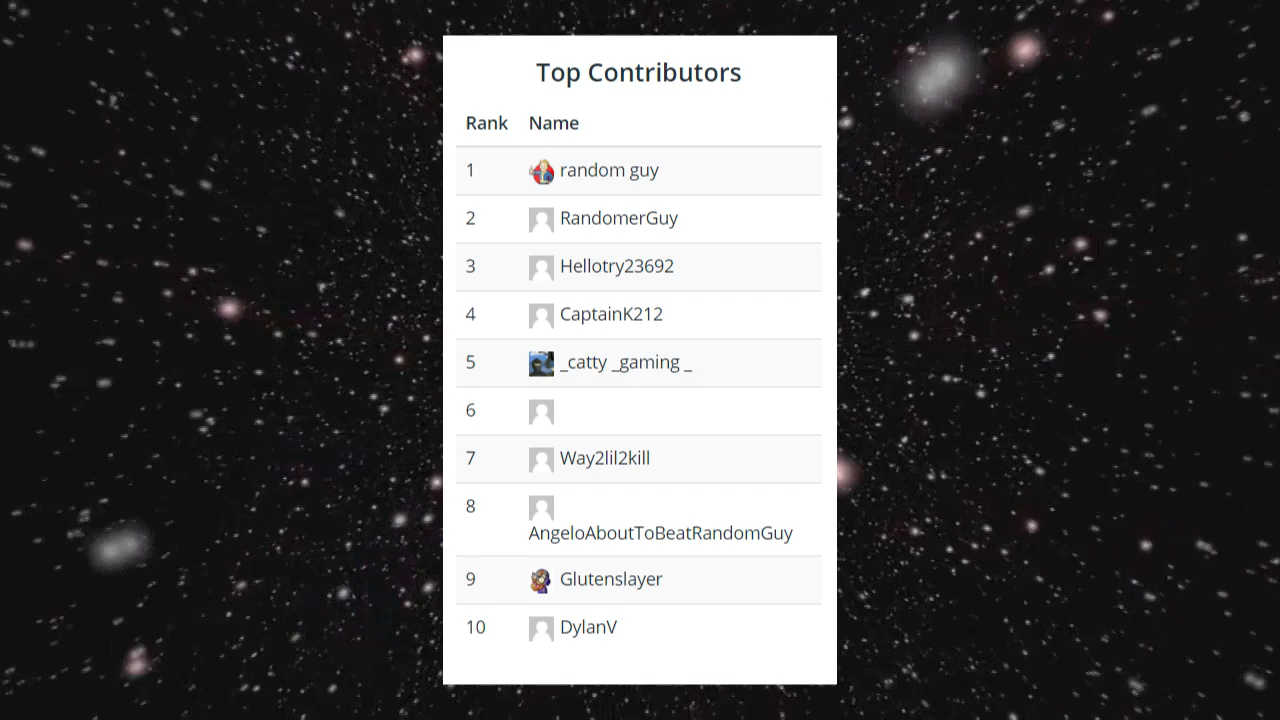 Top Contributors
Rank Name
1 random guy
2 RandomerGuy
3 Hellotry23692
4 CaptainK212
5 _catty _gaming _
6
7 Way2lil2kill
8
AngeloAboutToBeatRandomGuy
9 Glutenslayer
10 DylanV